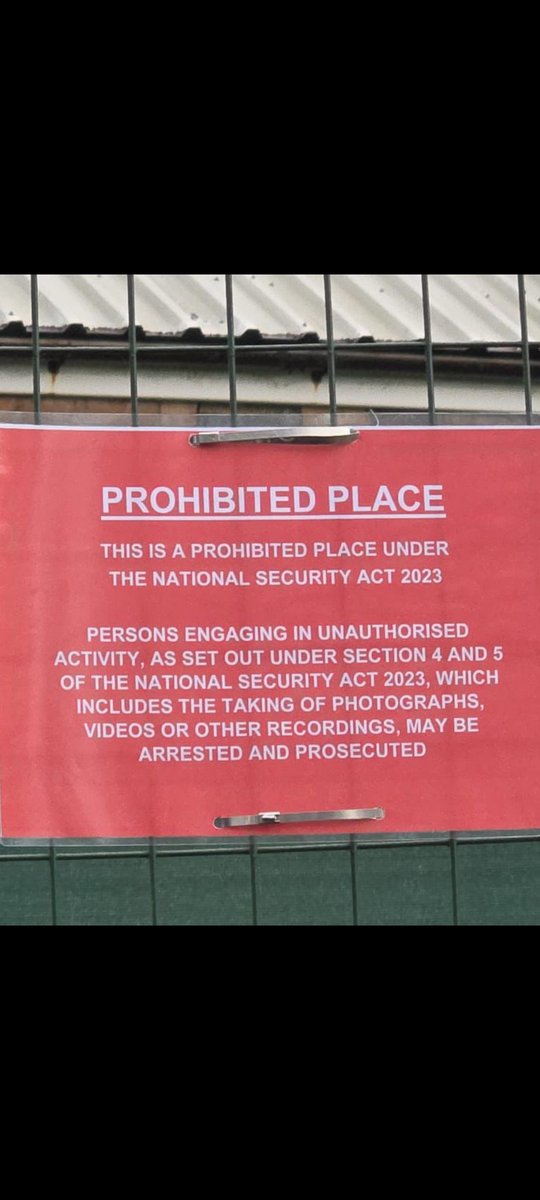 PROHIBITED PLACE
THIS IS A PROHIBITED PLACE UNDER
THE NATIONAL SECURITY ACT 2023
PERSONS ENGAGING IN UNAUTHORISED
ACTIVITY, AS SET OUT UNDER SECTION 4 AND 5
OF THE NATIONAL SECURITY ACT 2023, WHICH
INCLUDES THE TAKING OF PHOTOGRAPHS,
VIDEOS OR OTHER RECORDINGS, MAY BE
ARRESTED AND PROSECUTED